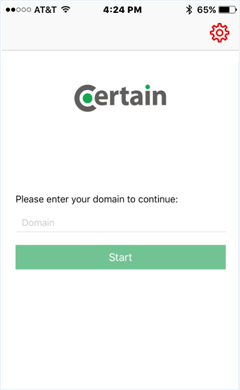 AT&T 4:24 PM 65%
Certain
Please enter your domain to continue:
Domain
Start